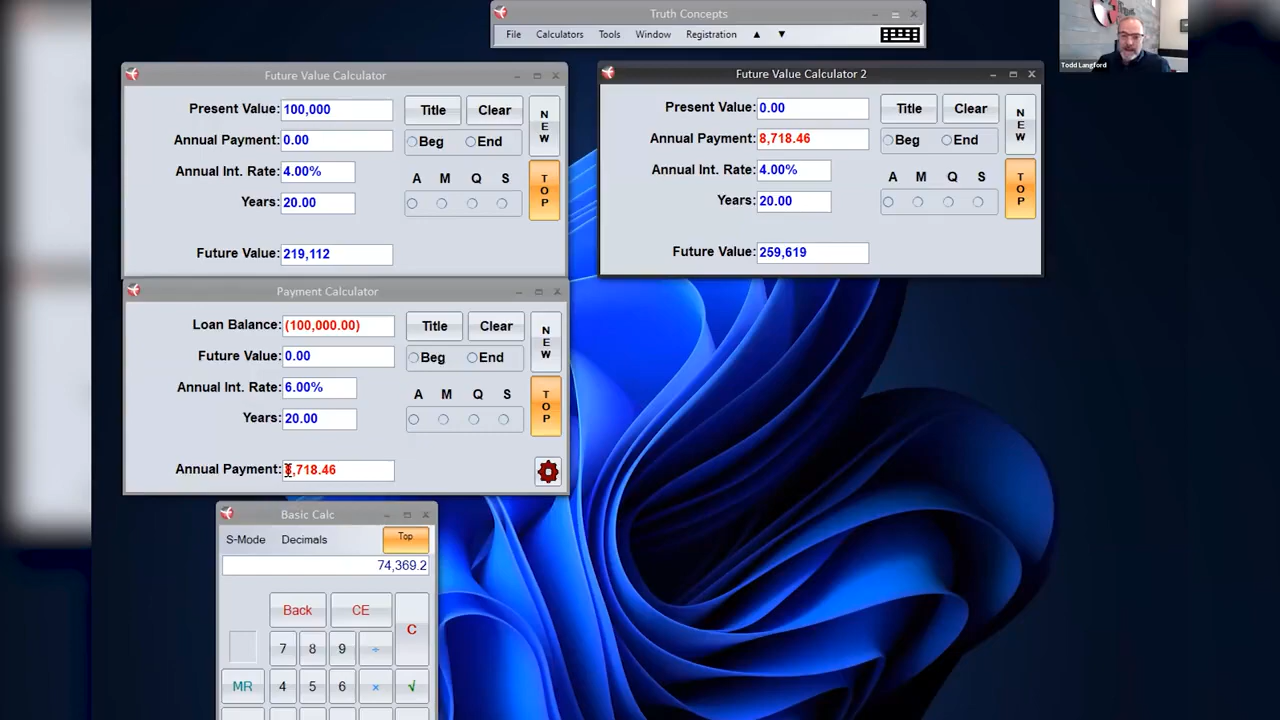 Truth Concepts
File Calculators Tools Window Registration ▲ ▼
Todd Langford
Future Value Calculator
Present Value: 100,000
Annual Payment: 0.00
Annual Int. Rate: 4.00%
Years: 20.00
Future Value: 219,112
Title Clear
Beg End
A M Q S
NEW
TOP
Future Value Calculator 2
Present Value: 0.00
Annual Payment: 8,718.46
Annual Int. Rate: 4.00%
Years: 20.00
Future Value: 259,619
Title Clear
Beg End
A M Q S
NEW
TOP
Payment Calculator
Loan Balance: (100,000.00)
Future Value: 0.00
Annual Int. Rate: 6.00%
Years: 20.00
Annual Payment: 8,718.46
Title Clear
Beg End
A M Q S
NEW
TOP
Basic Calc
S-Mode Decimals Top
74,369.2
Back CE C
7 8 9 ÷
MR 4 5 6 × √